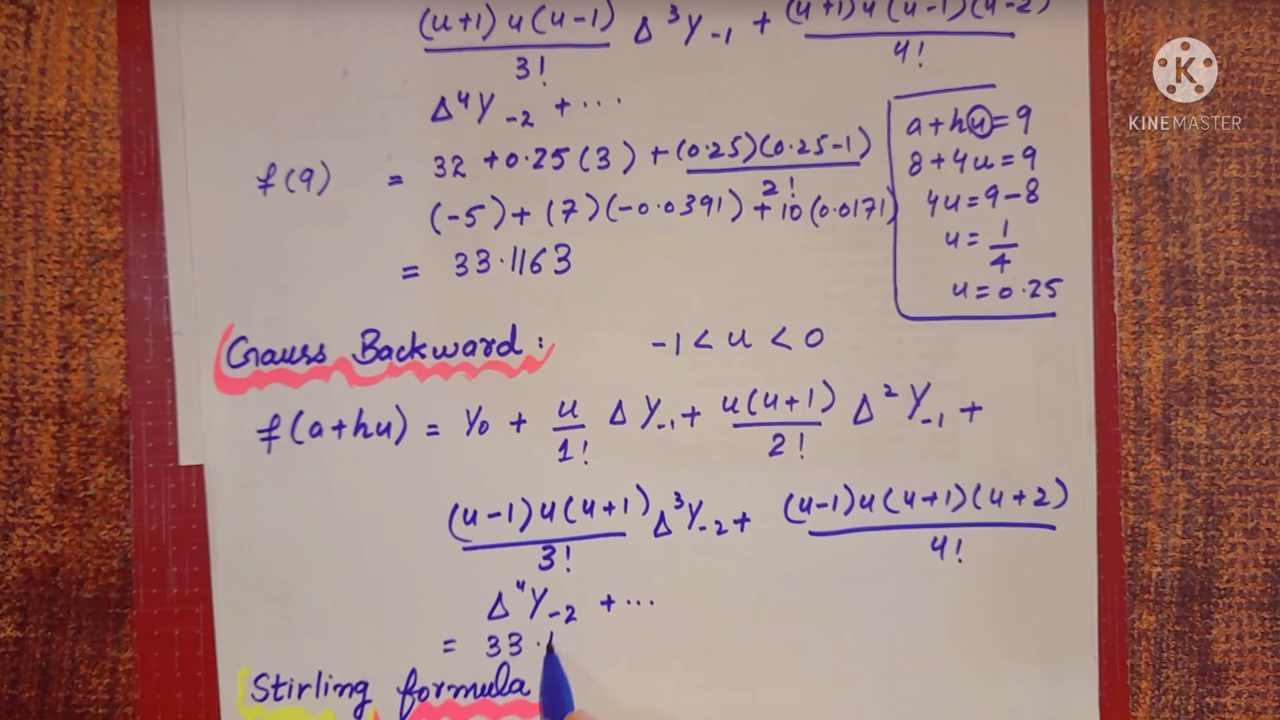 (u+1)u(u-1)/3! Δ³Y₋₁ + (u+1)u(u-1)(u-2)/4!
Δ⁴Y₋₂ + ...
f(9) = 32 + 0.25(3) + (0.25)(0.25-1)/2!
(-5) + (7)(-0.0391) + 10(0.0171)
= 33.1163
a+hu=9
8+4u=9
4u=9-8
u=1/4
u=0.25
KINEMASTER
Gauss Backward: -1<u<0
f(a+hu) = Y₀ + u/1! ΔY₋₁ + u(u+1)/2! Δ²Y₋₁ +
(u-1)u(u+1)/3! Δ³Y₋₂ + (u-1)u(u+1)(u+2)/4!
Δ⁴Y₋₂ + ...
= 33.
Stirling formula